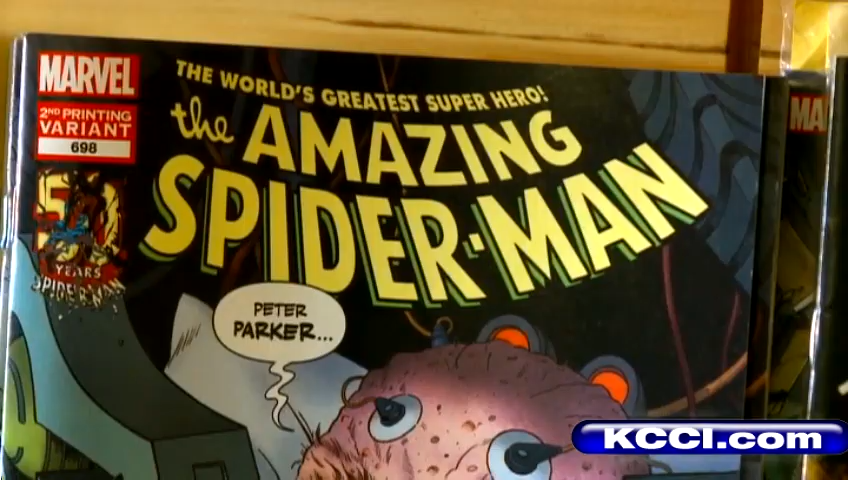 MARVEL
2ND PRINTING
VARIANT
698
50
YEARS
SPIDER-MAN
THE WORLD'S GREATEST SUPER HERO!
the AMAZING
SPIDER-MAN
PETER
PARKER...
MA
KCCI.com